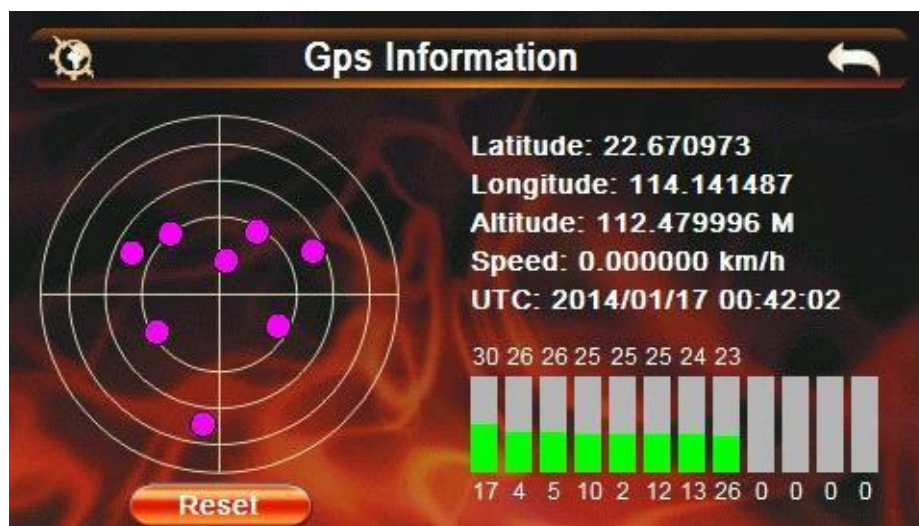 Gps Information
Latitude: 22.670973
Longitude: 114.141487
Altitude: 112.479996 M
Speed: 0.000000 km/h
UTC: 2014/01/17 00:42:02
30 26 26 25 25 25 24 23
17 4 5 10 2 12 13 26 0 0 0 0
Reset